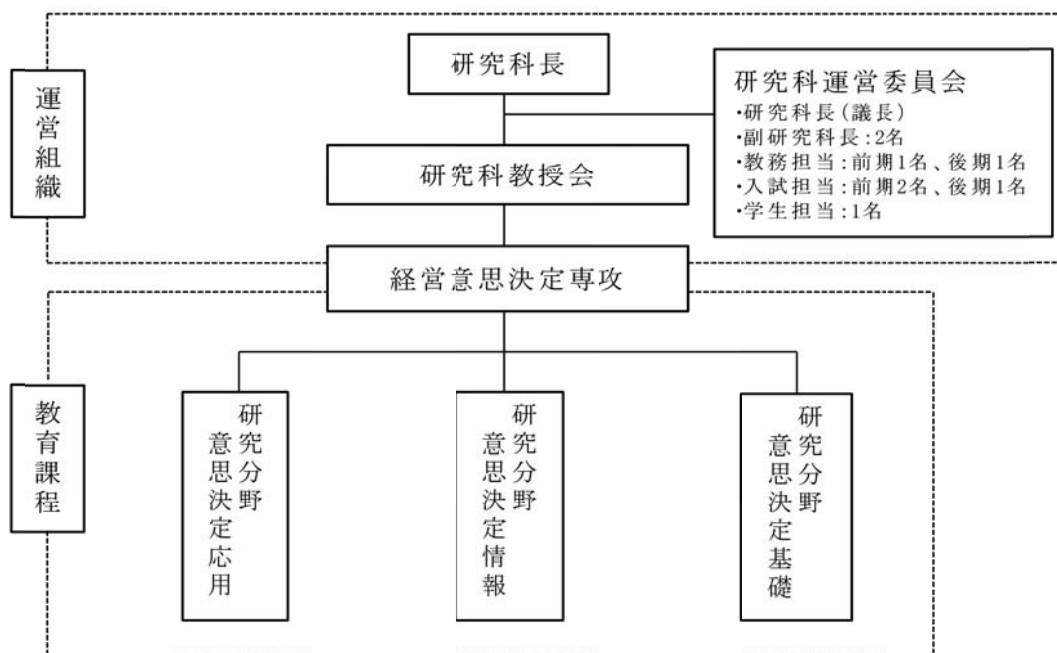 運営組織
研究科長
研究科運営委員会
・研究科長(議長)
・副研究科長:2名
・教務担当:前期1名、後期1名
・入試担当:前期2名、後期1名
・学生担当:1名
研究科教授会
経営意思決定専攻
教育課程
研究分野
意思決定応用
研究分野
意思決定情報
研究分野
意思決定基礎